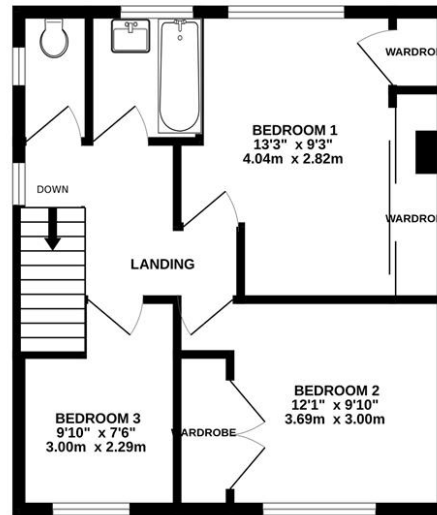 WARDRO
BEDROOM 1
13'3" x 9'3"
4.04m x 2.82m
DOWN
WARDRO
LANDING
BEDROOM 3
9'10" x 7'6"
3.00m x 2.29m
WARDROBE
BEDROOM 2
12'1" x 9'10"
3.69m x 3.00m